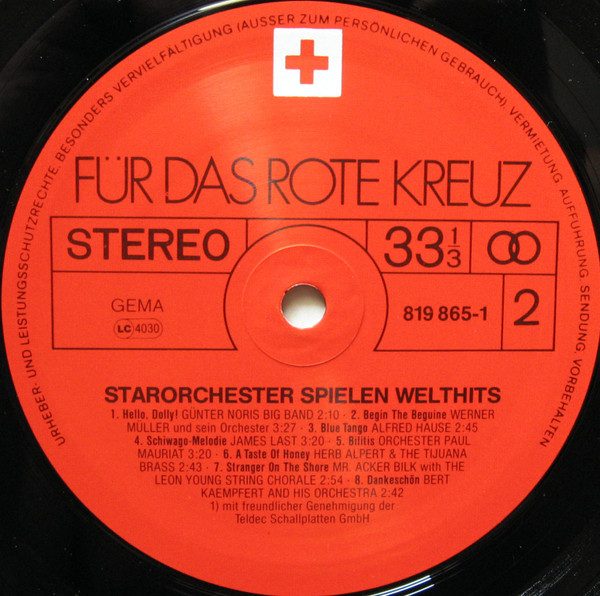 URHEBER- UND LEISTUNGSSCHUTZRECHTE, BESONDERS VERVIELFÄLTIGUNG (AUSSER ZUM PERSÖNLICHEN GEBRAUCH), VERMIETUNG, AUFFÜHRUNG, SENDUNG, VORBEHALTEN
FÜR DAS ROTE KREUZ
STEREO
33 1/3
GEMA
LC 4030
819 865-1
2
STARORCHESTER SPIELEN WELTHITS
1. Hello, Dolly! GÜNTER NORIS BIG BAND 2:10 - 2. Begin The Beguine WERNER
MÜLLER und sein Orchester 3:27 - 3. Blue Tango ALFRED HAUSE 2:45
4. Schiwago-Melodie JAMES LAST 3:20 - 5. Bilitis ORCHESTER PAUL
MAURIAT 3:20 - 6. A Taste Of Honey HERB ALPERT & THE TIJUANA
BRASS 2:43 - 7. Stranger On The Shore MR. ACKER BILK with THE
LEON YOUNG STRING CHORALE 2:54 - 8. Dankeschön BERT
KAEMPFERT AND HIS ORCHESTRA 2:42
1) mit freundlicher Genehmigung der
Teldec Schallplatten GmbH